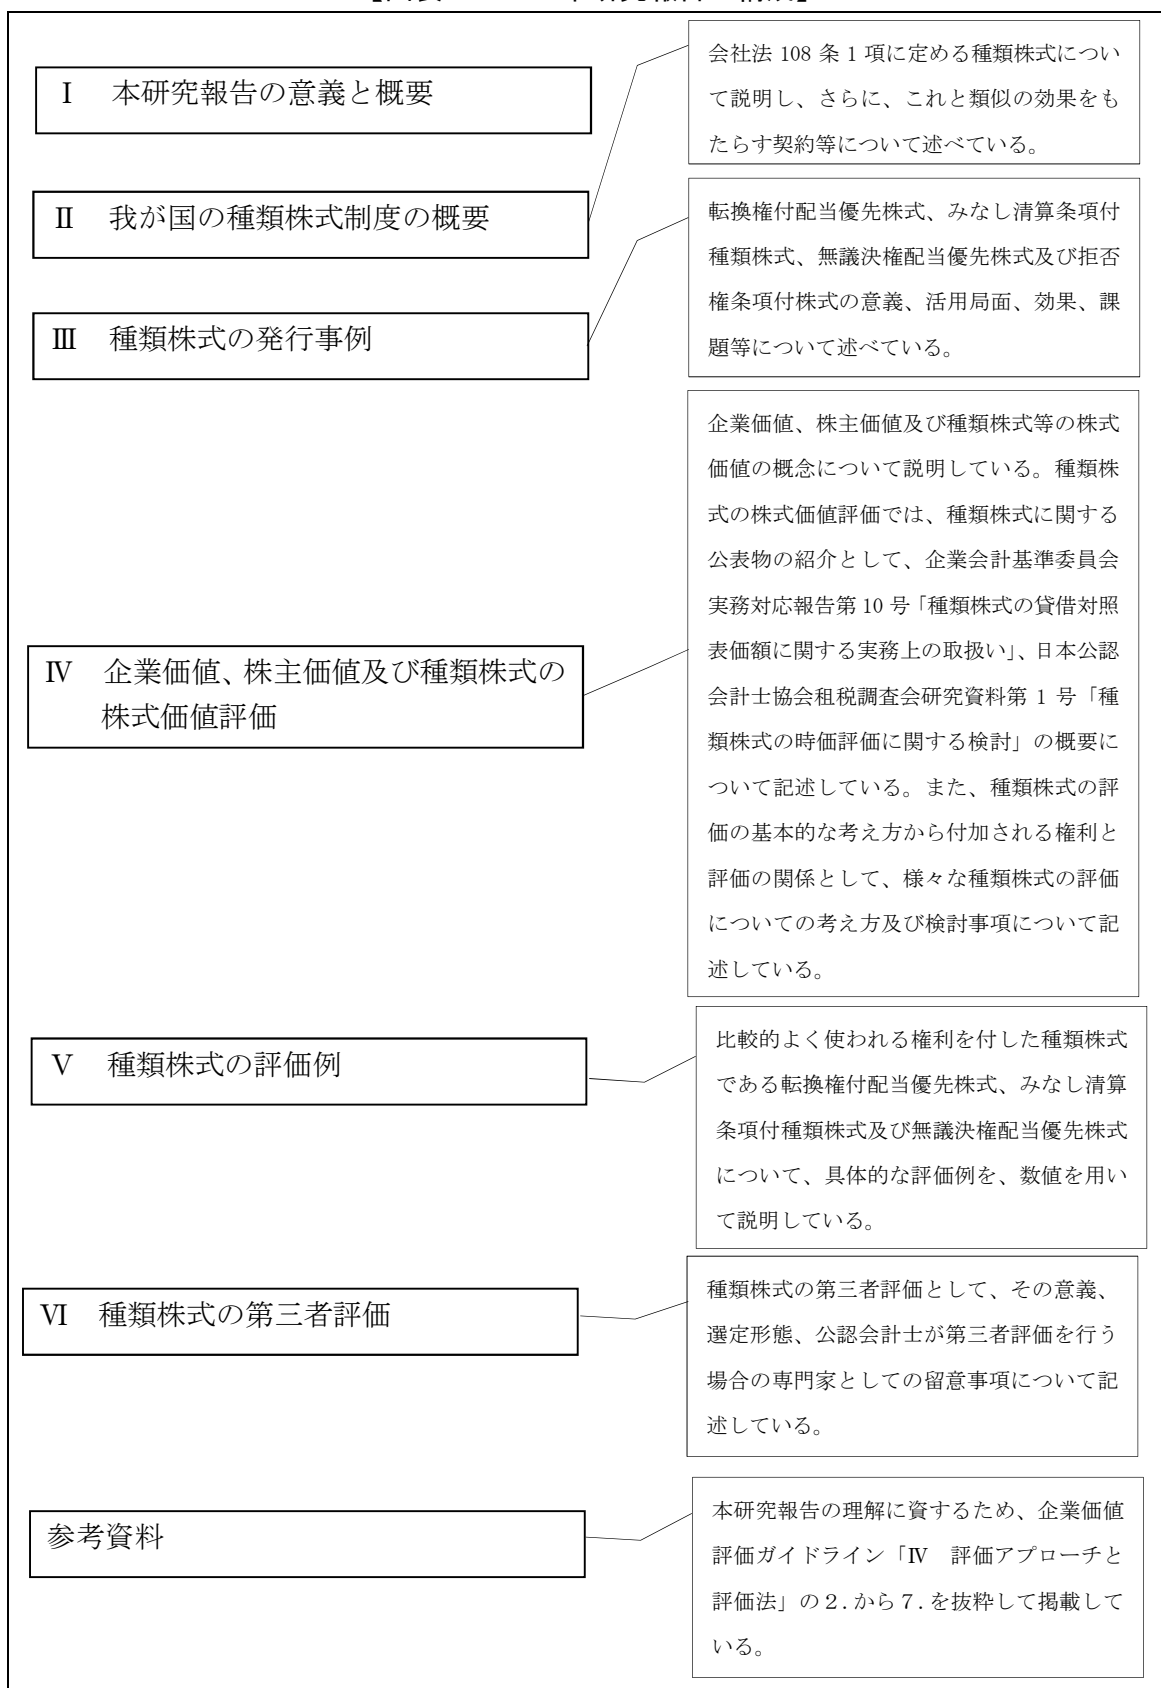 Ⅰ 本研究報告の意義と概要
会社法 108 条 1 項に定める種類株式につい
て説明し、さらに、これと類似の効果をも
たらす契約等について述べている。
Ⅱ 我が国の種類株式制度の概要
転換権付配当優先株式、みなし清算条項付
種類株式、無議決権配当優先株式及び拒否
権条項付株式の意義、活用局面、効果、課
題等について述べている。
Ⅲ 種類株式の発行事例
企業価値、株主価値及び種類株式等の株式
価値の概念について説明している。種類株
式の株式価値評価では、種類株式に関する
公表物の紹介として、企業会計基準委員会
実務対応報告第 10 号「種類株式の貸借対照
表価額に関する実務上の取扱い」、日本公認
会計士協会租税調査会研究資料第 1 号「種
類株式の時価評価に関する検討」の概要に
ついて記述している。また、種類株式の評
価の基本的な考え方から付加される権利と
評価の関係として、様々な種類株式の評価
についての考え方及び検討事項について記
述している。
Ⅳ 企業価値、株主価値及び種類株式の
株式価値評価
Ⅴ 種類株式の評価例
比較的よく使われる権利を付した種類株式
である転換権付配当優先株式、みなし清算
条項付種類株式及び無議決権配当優先株式
について、具体的な評価例を、数値を用い
て説明している。
Ⅵ 種類株式の第三者評価
種類株式の第三者評価として、その意義、
選定形態、公認会計士が第三者評価を行う
場合の専門家としての留意事項について記
述している。
参考資料
本研究報告の理解に資するため、企業価値
評価ガイドライン「Ⅳ 評価アプローチと
評価法」の２.から７.を抜粋して掲載して
いる。